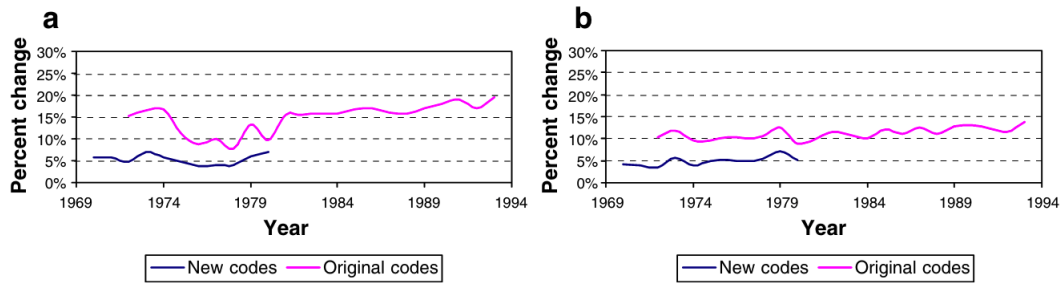 a
Percent change
30%
25%
20%
15%
10%
5%
0%
1969 1974 1979 1984 1989 1994
Year
New codes Original codes
b
Percent change
30%
25%
20%
15%
10%
5%
0%
1969 1974 1979 1984 1989 1994
Year
New codes Original codes